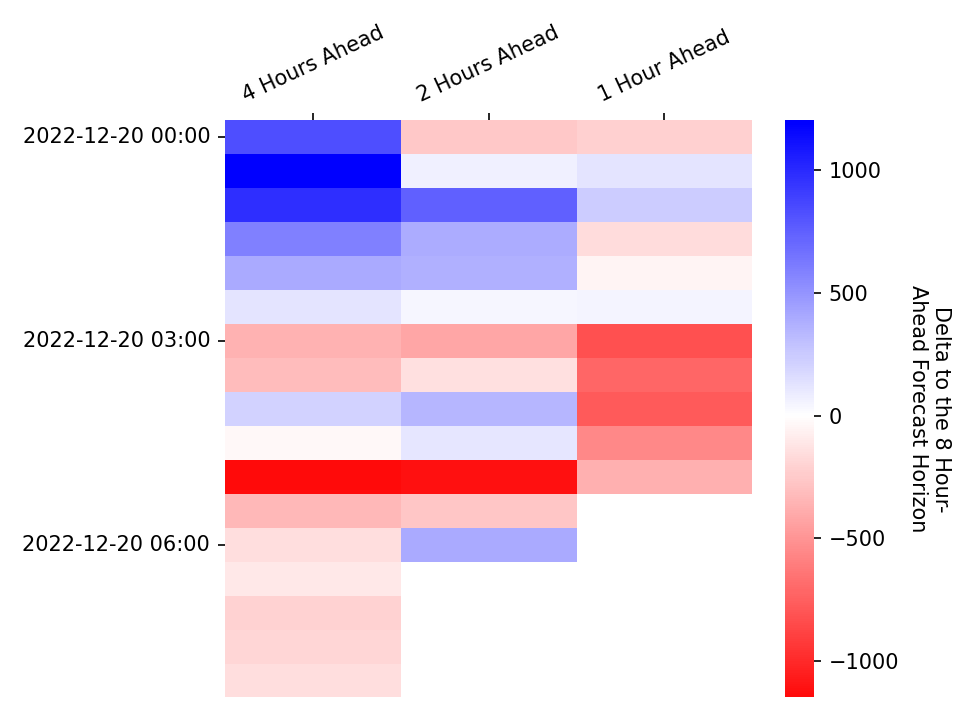 4 Hours Ahead
2 Hours Ahead
1 Hour Ahead
2022-12-20 00:00
2022-12-20 03:00
2022-12-20 06:00
1000
500
0
−500
−1000
Delta to the 8 Hour-
Ahead Forecast Horizon